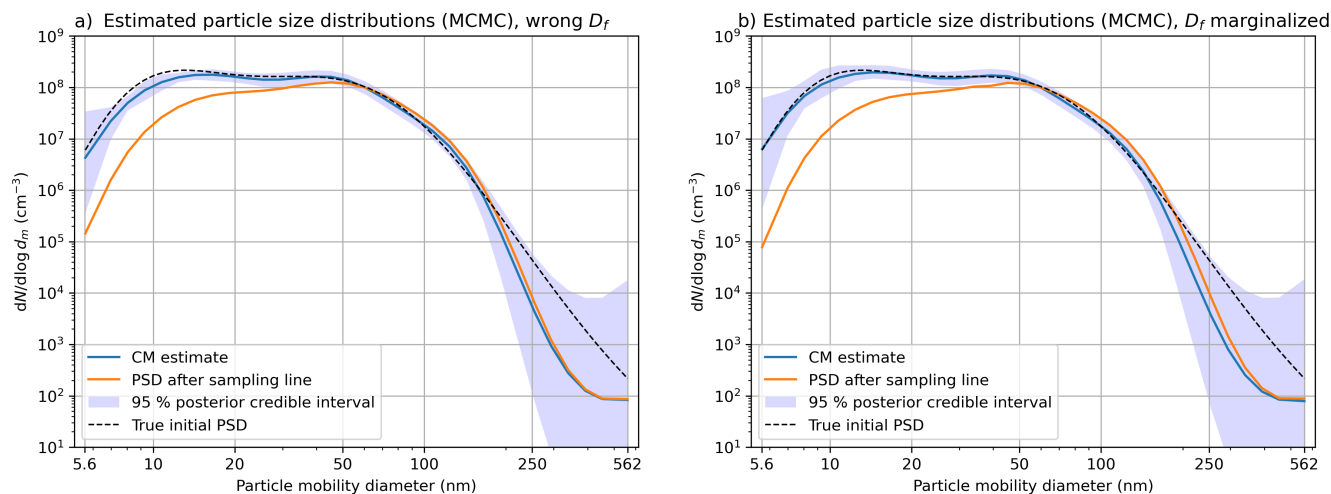 a)  Estimated particle size distributions (MCMC), wrong D_f
10^9
10^8
10^7
10^6
10^5
10^4
10^3
10^2
10^1
dN/dlog d_m (cm^−3)
CM estimate
PSD after sampling line
95 % posterior credible interval
True initial PSD
5.6 10 20 50 100 250 562
Particle mobility diameter (nm)
b) Estimated particle size distributions (MCMC), D_f marginalized
10^9
10^8
10^7
10^6
10^5
10^4
10^3
10^2
10^1
dN/dlog d_m (cm^−3)
CM estimate
PSD after sampling line
95 % posterior credible interval
True initial PSD
5.6 10 20 50 100 250 562
Particle mobility diameter (nm)